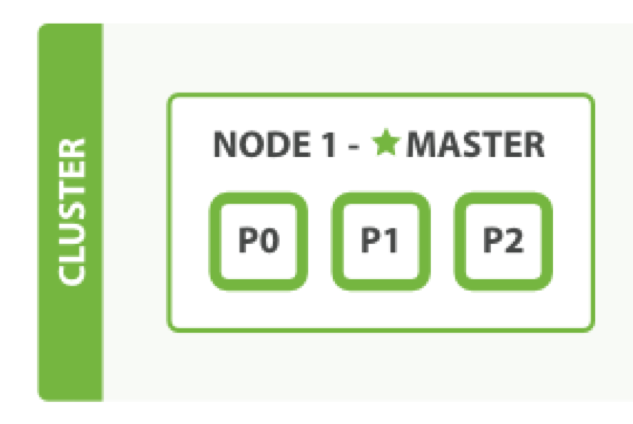 CLUSTER
NODE 1 - ★ MASTER
P0 P1 P2